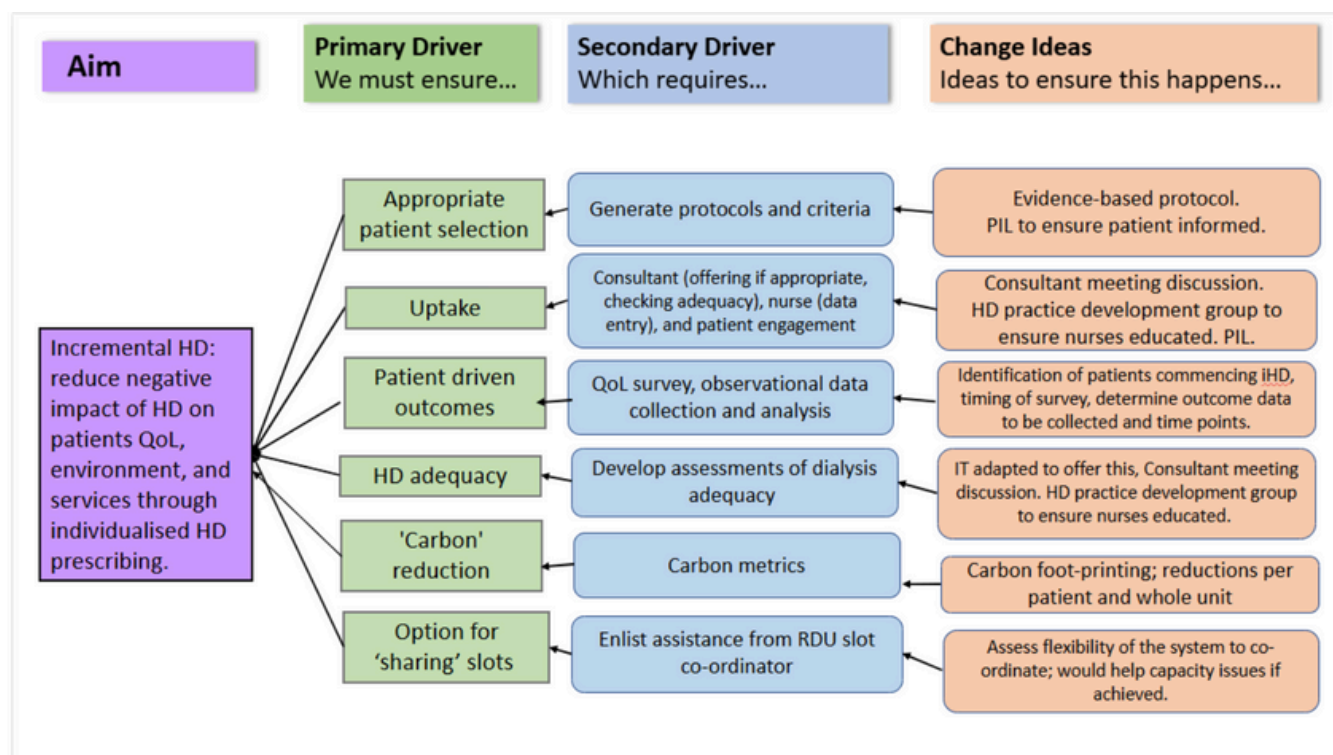 Aim
Primary Driver
We must ensure...
Secondary Driver
Which requires...
Change Ideas
Ideas to ensure this happens...
Incremental HD:
reduce negative
impact of HD on
patients QoL,
environment, and
services through
individualised HD
prescribing.
Appropriate
patient selection
Generate protocols and criteria
Evidence-based protocol.
PIL to ensure patient informed.
Uptake
Consultant (offering if appropriate,
checking adequacy), nurse (data
entry), and patient engagement
Consultant meeting discussion.
HD practice development group to
ensure nurses educated. PIL.
Patient driven
outcomes
QoL survey, observational data
collection and analysis
Identification of patients commencing iHD,
timing of survey, determine outcome data
to be collected and time points.
HD adequacy
Develop assessments of dialysis
adequacy
IT adapted to offer this, Consultant meeting
discussion. HD practice development group
to ensure nurses educated.
'Carbon'
reduction
Carbon metrics
Carbon foot-printing; reductions per
patient and whole unit
Option for
‘sharing’ slots
Enlist assistance from RDU slot
co-ordinator
Assess flexibility of the system to co-
ordinate; would help capacity issues if
achieved.